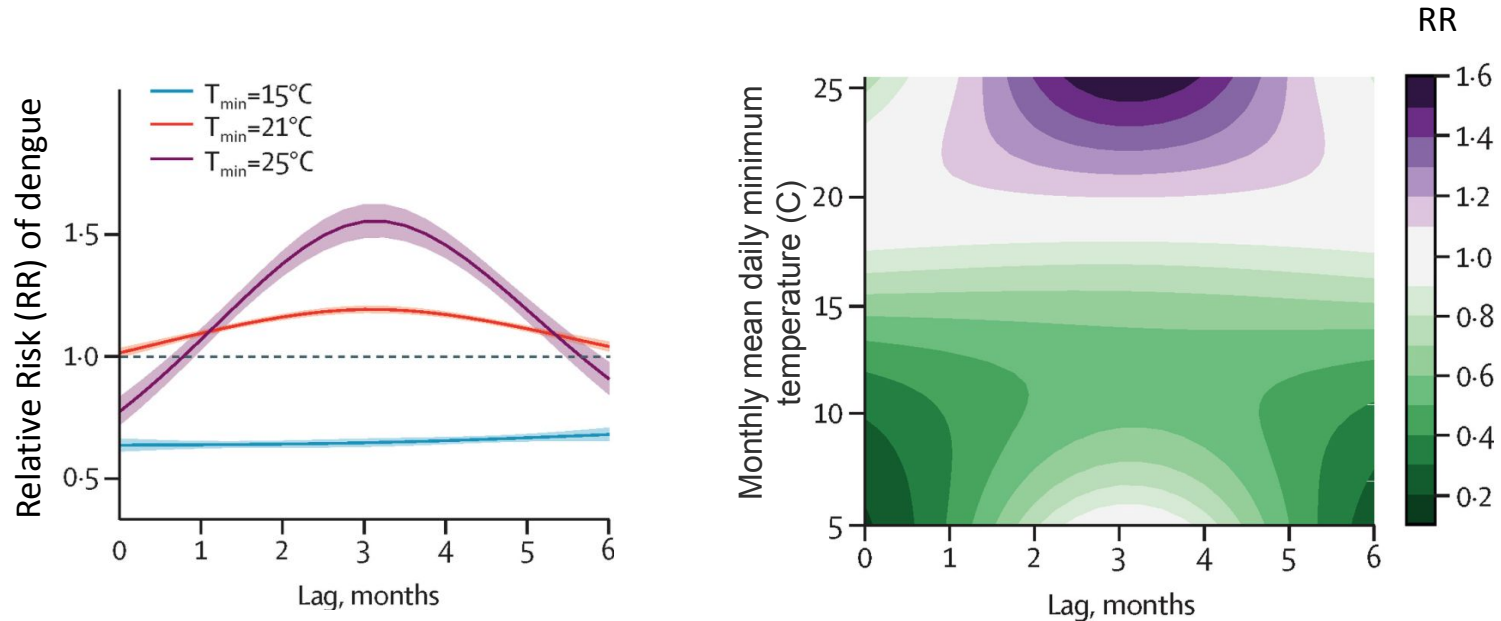 Relative Risk (RR) of dengue
T min=15°C
T min=21°C
T min=25°C
1·5
1·0
0·5
0 1 2 3 4 5 6
Lag, months
Monthly mean daily minimum
temperature (C)
25
20
15
10
5
0 1 2 3 4 5 6
Lag, months
RR
1·6
1·4
1·2
1·0
0·8
0·6
0·4
0·2